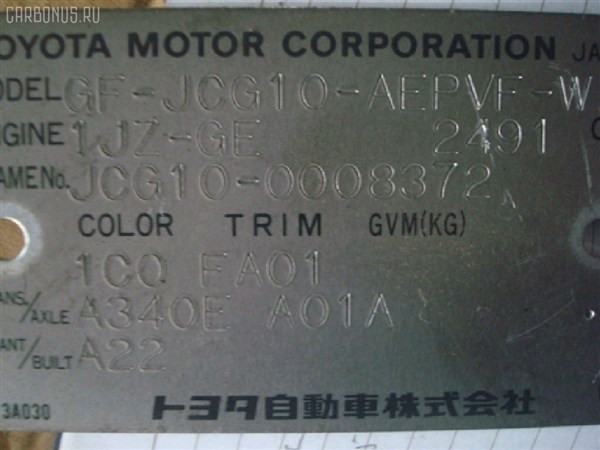 CARBONUS.RU
TOYOTA MOTOR CORPORATION JA
MODEL GF-JCG10-AEPVF-W
ENGINE 1JZ-GE 2491 C
FRAME No. JCG10-0008372
COLOR TRIM GVM(KG)
1C0 FA01
TRANS/AXLE A340E A01A
PLANT/BUILT A22
3A030 トヨタ自動車株式会社